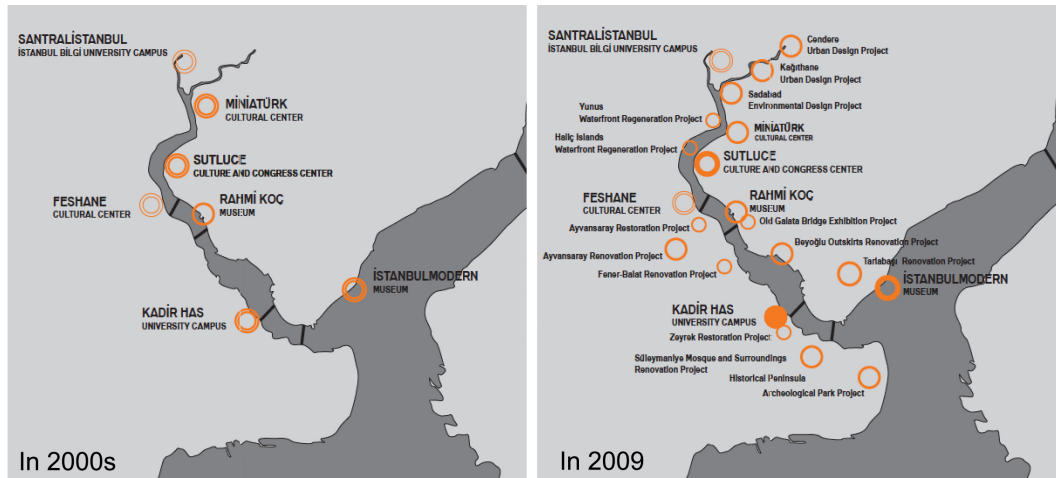 SANTRALİSTANBUL
İSTANBUL BİLGİ UNIVERSITY CAMPUS
MİNİATÜRK
CULTURAL CENTER
SUTLUCE
CULTURE AND CONGRESS CENTER
FESHANE
CULTURAL CENTER
RAHMİ KOÇ
MUSEUM
İSTANBULMODERN
MUSEUM
KADİR HAS
UNIVERSITY CAMPUS
In 2000s
SANTRALİSTANBUL
İSTANBUL BİLGİ UNIVERSITY CAMPUS
Cendere
Urban Design Project
Kağıthane
Urban Design Project
Sadabad
Environmental Design Project
Yunus
Waterfront Regeneration Project
MİNİATÜRK
CULTURAL CENTER
Haliç Islands
Waterfront Regeneration Project
SUTLUCE
CULTURE AND CONGRESS CENTER
FESHANE
CULTURAL CENTER
RAHMİ KOÇ
MUSEUM
Old Galata Bridge Exhibition Project
Ayvansaray Restoration Project
Beyoğlu Outskirts Renovation Project
Ayvansaray Renovation Project
Tarlabaşı Renovation Project
Fener-Balat Renovation Project
İSTANBULMODERN
MUSEUM
KADİR HAS
UNIVERSITY CAMPUS
Zeyrek Restoration Project
Süleymaniye Mosque and Surroundings
Renovation Project
Historical Peninsula
Archeological Park Project
In 2009